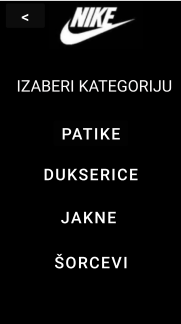 <
NIKE
IZABERI KATEGORIJU
PATIKE
DUKSERICE
JAKNE
ŠORCEVI